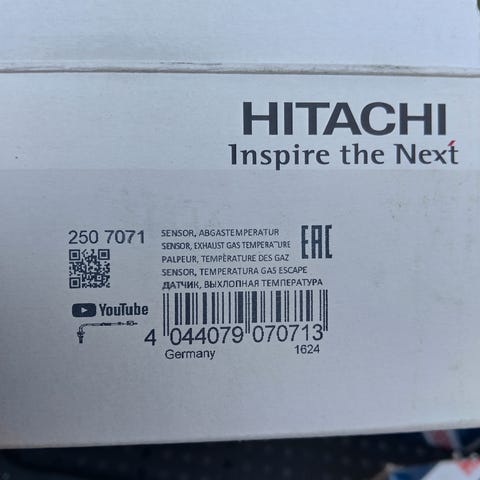 HITACHI
Inspire the Next
250 7071
SENSOR, ABGASTEMPERATUR
SENSOR, EXHAUST GAS TEMPERATURE
PALPEUR, TEMPÈRATURE DES GAZ
SENSOR, TEMPERATURA GAS ESCAPE
ДАТЧИК, ВЫХЛОПНАЯ ТЕМПЕРАТУРА
EAC
YouTube
4 044079 070713
Germany 1624